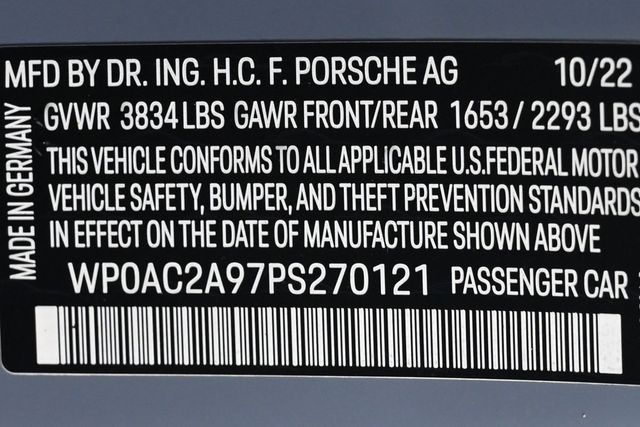 MFD BY DR. ING. H.C. F. PORSCHE AG 10/22
GVWR 3834 LBS GAWR FRONT/REAR 1653 / 2293 LBS
THIS VEHICLE CONFORMS TO ALL APPLICABLE U.S.FEDERAL MOTOR
VEHICLE SAFETY, BUMPER, AND THEFT PREVENTION STANDARDS
IN EFFECT ON THE DATE OF MANUFACTURE SHOWN ABOVE
WP0AC2A97PS270121 PASSENGER CAR
MADE IN GERMANY